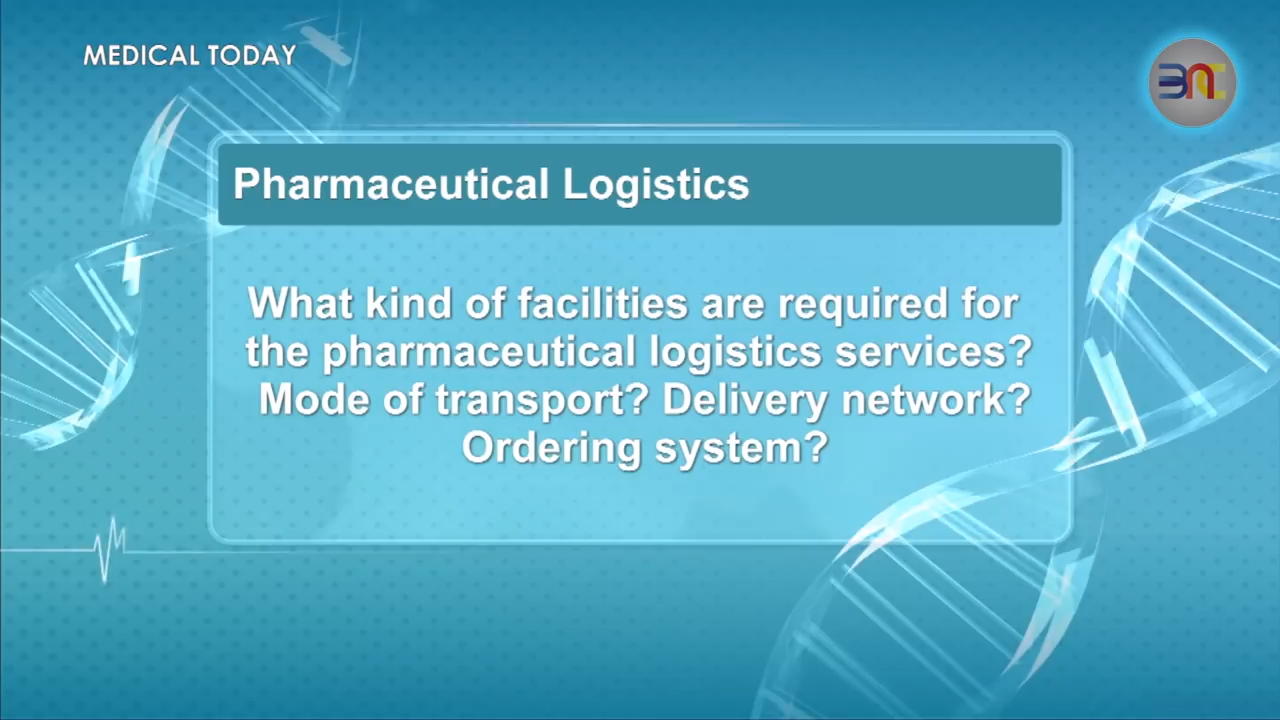 MEDICAL TODAY
Pharmaceutical Logistics
What kind of facilities are required for
the pharmaceutical logistics services?
Mode of transport? Delivery network?
Ordering system?